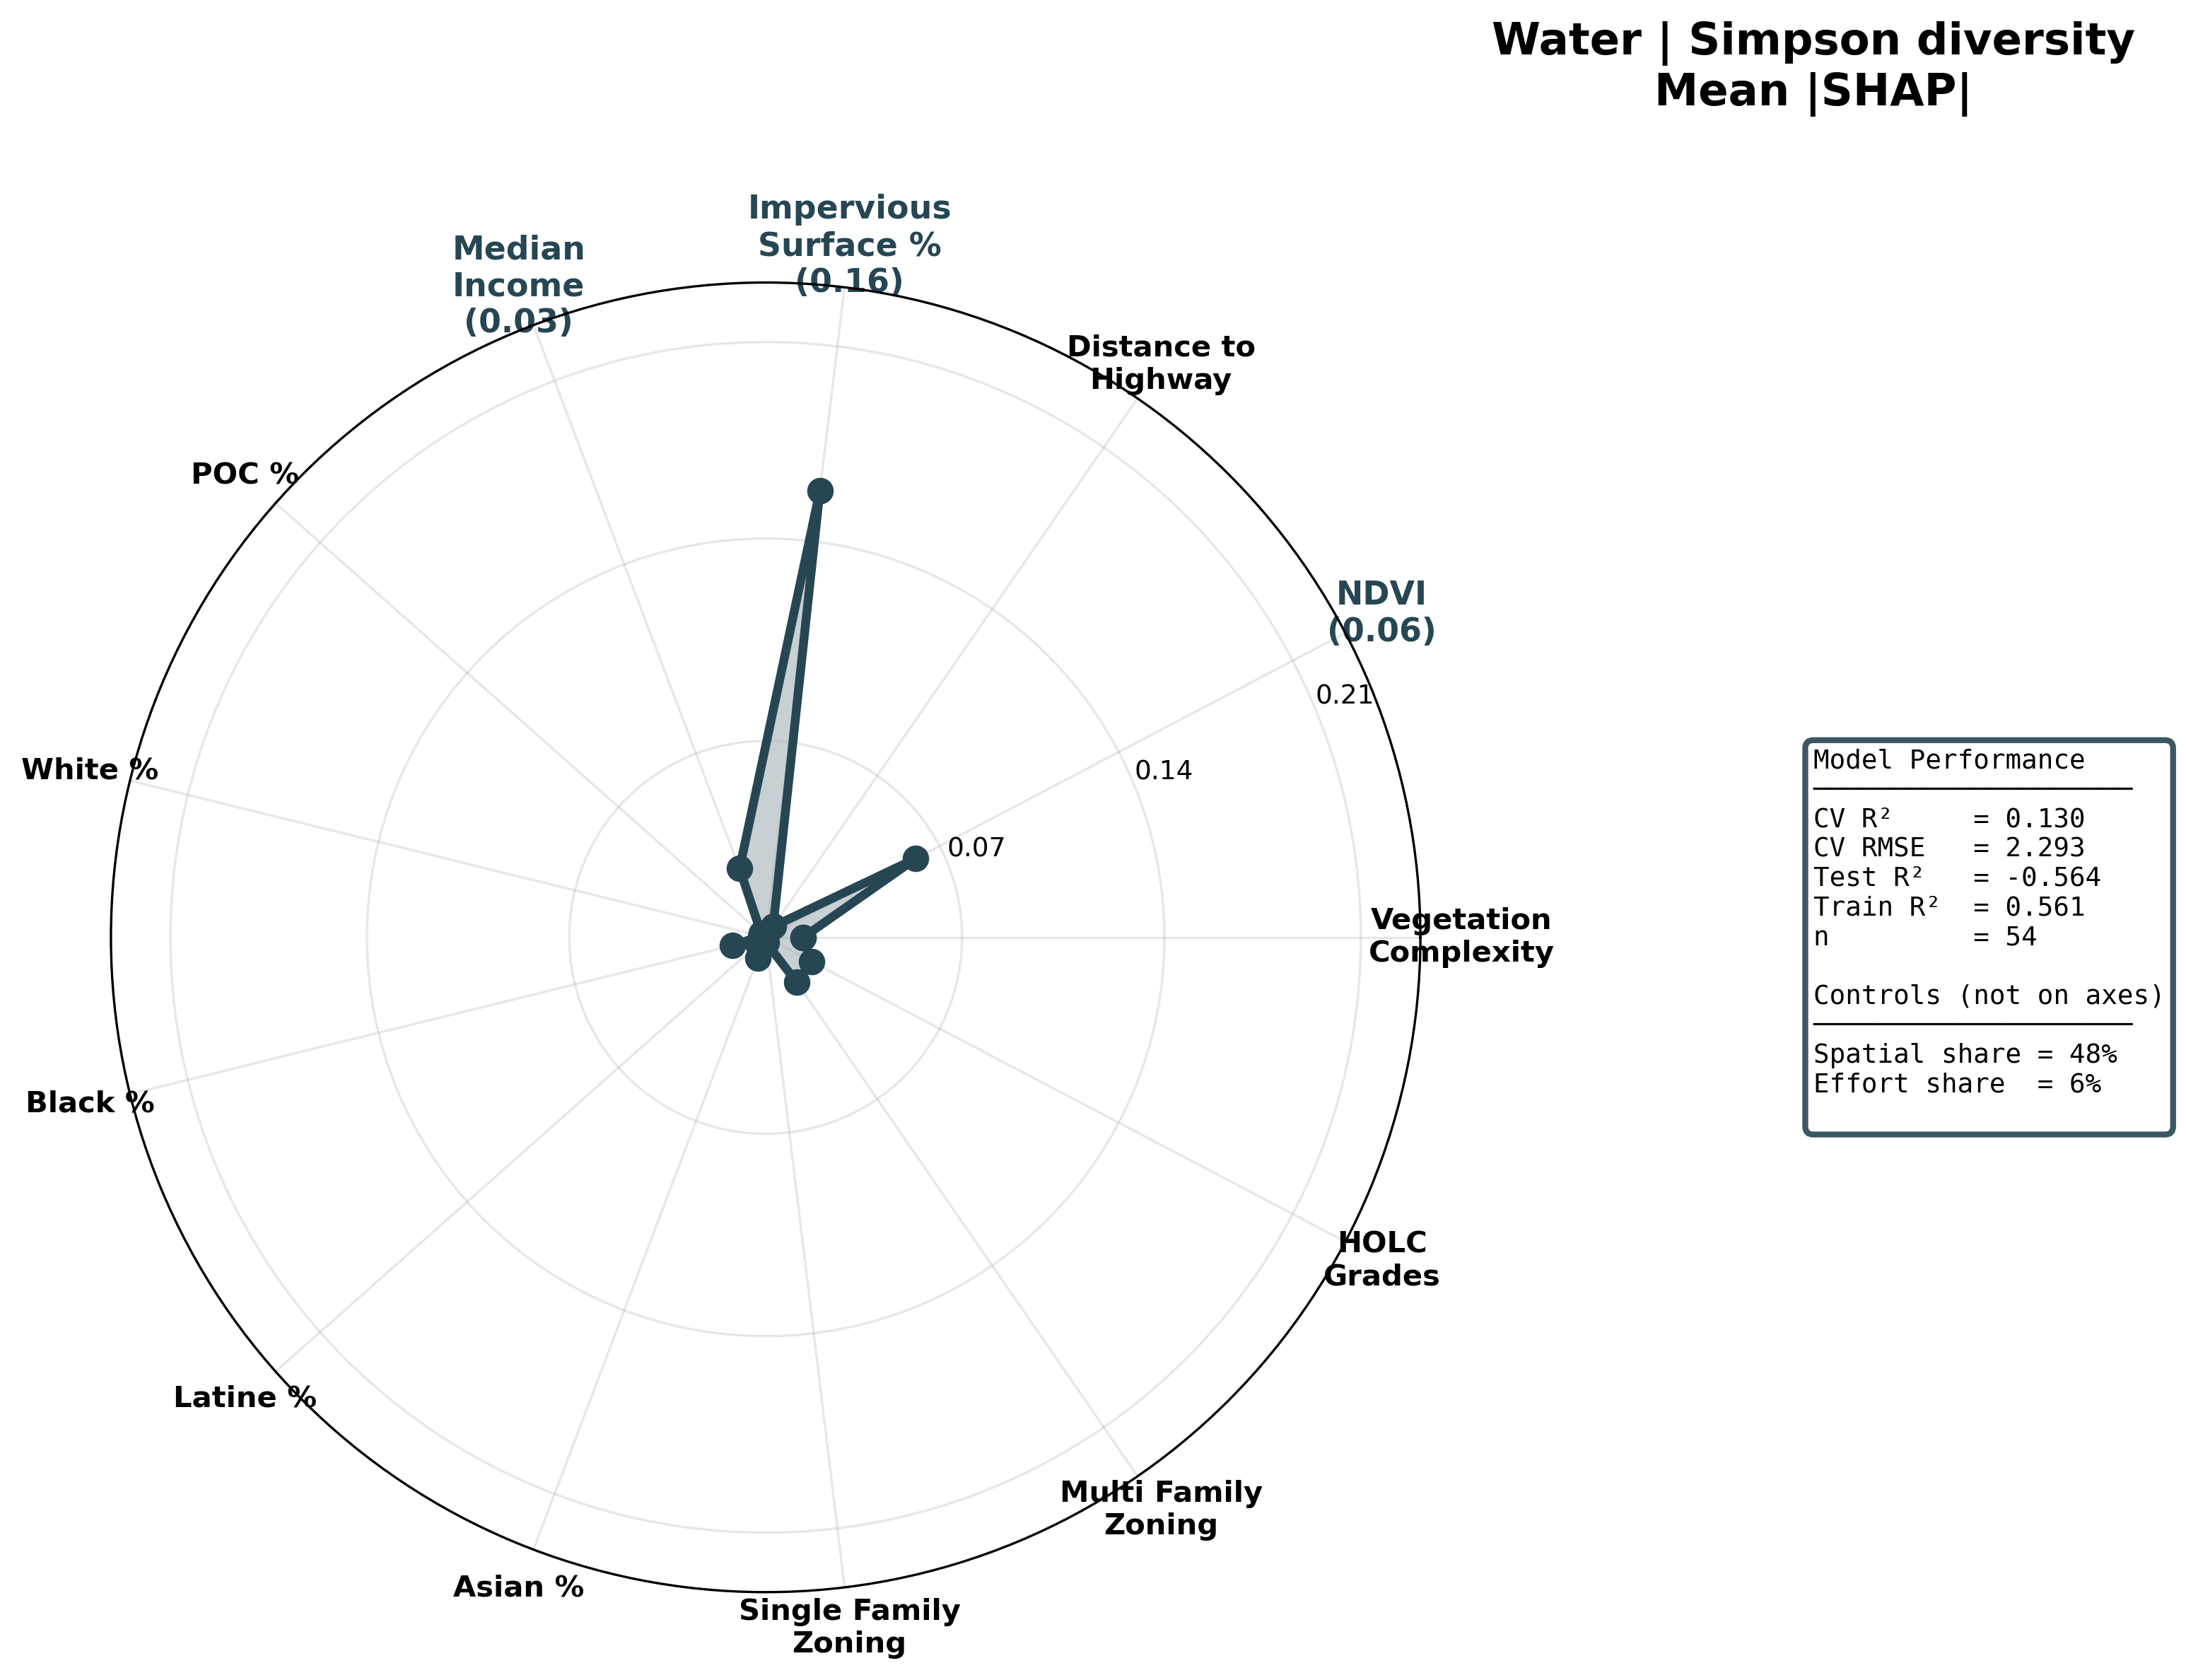 Water | Simpson diversity
Mean |SHAP|
Impervious
Surface %
(0.16)
Median
Income
(0.03)
Distance to
Highway
POC %
NDVI
(0.06)
0.21
0.14
0.07
White %
Vegetation
Complexity
Black %
HOLC
Grades
Latine %
Multi Family
Zoning
Asian %
Single Family
Zoning
Model Performance
CV R² = 0.130
CV RMSE = 2.293
Test R² = -0.564
Train R² = 0.561
n = 54
Controls (not on axes)
Spatial share = 48%
Effort share = 6%